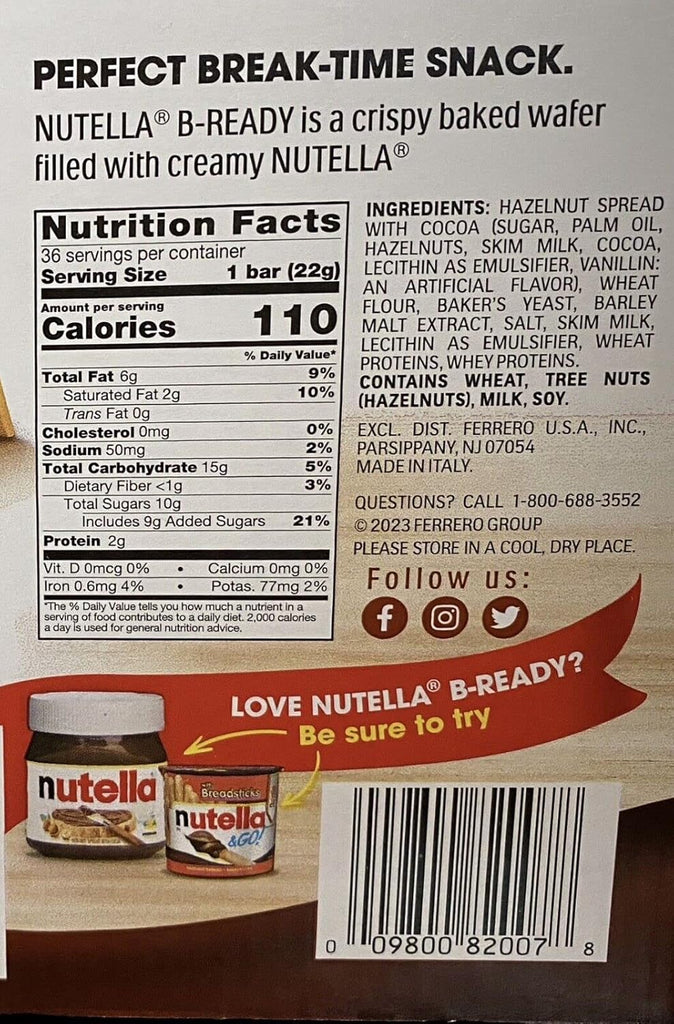 PERFECT BREAK-TIME SNACK.
NUTELLA® B-READY is a crispy baked wafer
filled with creamy NUTELLA®
Nutrition Facts
36 servings per container
Serving Size 1 bar (22g)
Amount per serving
Calories 110
% Daily Value*
Total Fat 6g 9%
Saturated Fat 2g 10%
Trans Fat 0g
Cholesterol 0mg 0%
Sodium 50mg 2%
Total Carbohydrate 15g 5%
Dietary Fiber <1g 3%
Total Sugars 10g
Includes 9g Added Sugars 21%
Protein 2g
Vit. D 0mcg 0% • Calcium 0mg 0%
Iron 0.6mg 4% • Potas. 77mg 2%
*The % Daily Value tells you how much a nutrient in a
serving of food contributes to a daily diet. 2,000 calories
a day is used for general nutrition advice.
INGREDIENTS: HAZELNUT SPREAD
WITH COCOA (SUGAR, PALM OIL,
HAZELNUTS, SKIM MILK, COCOA,
LECITHIN AS EMULSIFIER, VANILLIN:
AN ARTIFICIAL FLAVOR), WHEAT
FLOUR, BAKER'S YEAST, BARLEY
MALT EXTRACT, SALT, SKIM MILK,
LECITHIN AS EMULSIFIER, WHEAT
PROTEINS, WHEY PROTEINS.
CONTAINS WHEAT, TREE NUTS
(HAZELNUTS), MILK, SOY.
EXCL. DIST. FERRERO U.S.A., INC.,
PARSIPPANY, NJ 07054
MADE IN ITALY.
QUESTIONS? CALL 1-800-688-3552
© 2023 FERRERO GROUP
PLEASE STORE IN A COOL, DRY PLACE.
Follow us:
LOVE NUTELLA® B-READY?
Be sure to try
nutella
Breadsticks
nutella
&GO!
0 09800 82007 8